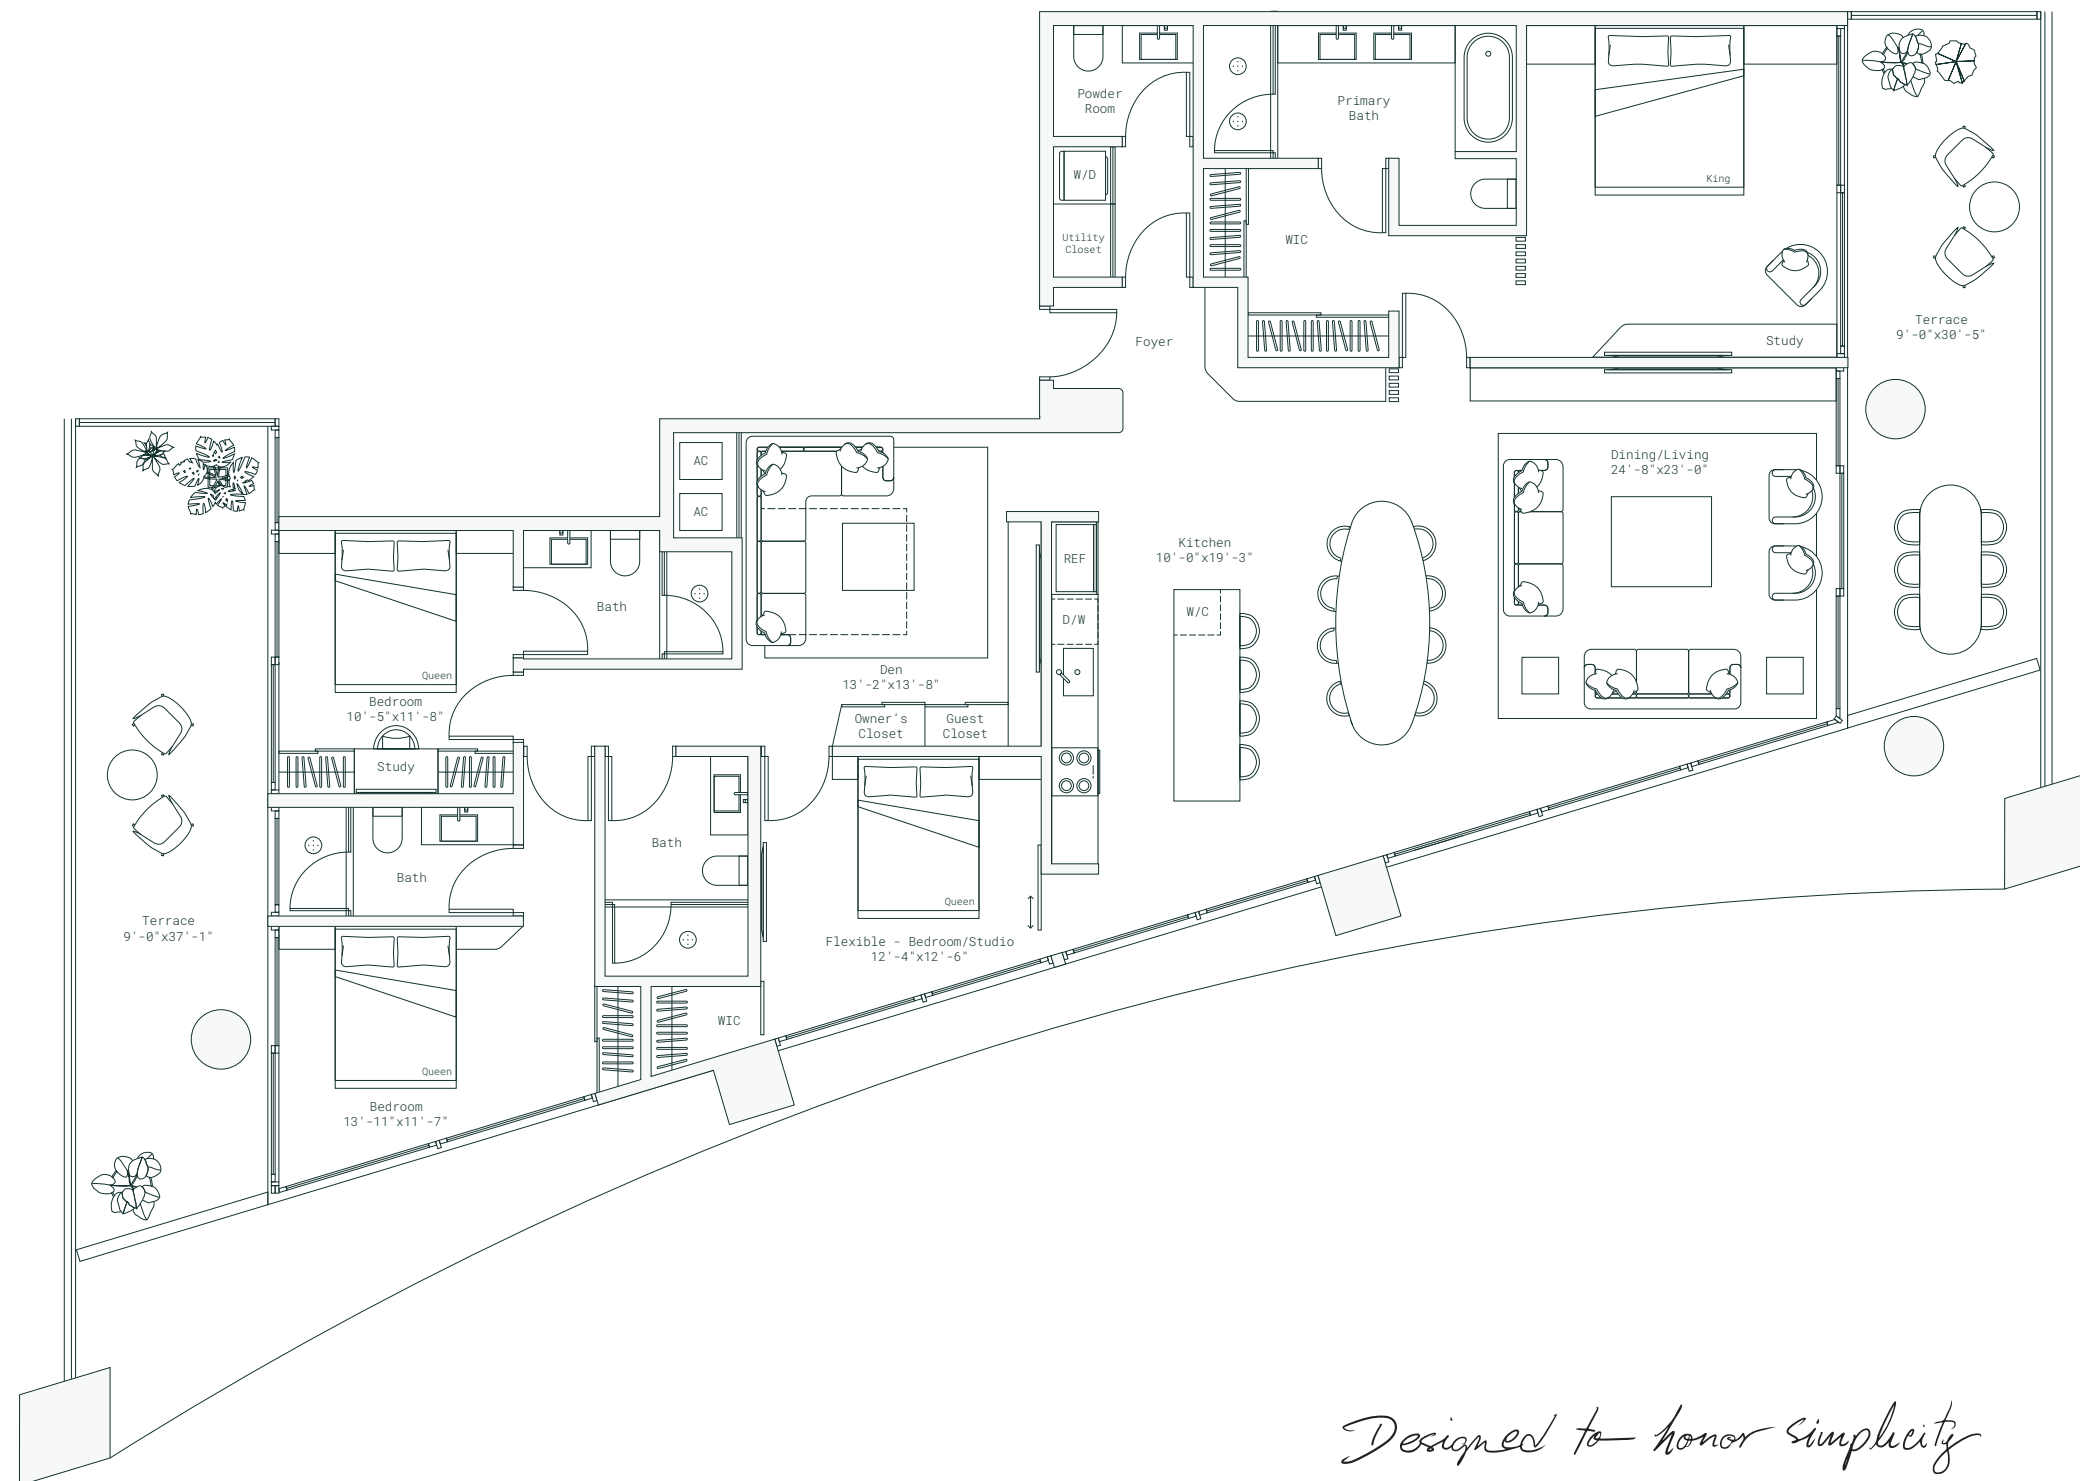 Powder
Room
Primary
Bath
W/D
King
Utility
Closet
WIC
Terrace
9'-0"x30'-5"
Foyer
Study
AC
AC
Dining/Living
24'-8"x23'-0"
Kitchen
10'-0"x19'-3"
REF
Bath
W/C
D/W
Queen
Den
13'-2"x13'-8"
Bedroom
10'-5"x11'-8"
Owner's
Closet
Guest
Closet
Study
Bath
Bath
Queen
Terrace
9'-0"x37'-1"
Flexible - Bedroom/Studio
12'-4"x12'-6"
WIC
Queen
Bedroom
13'-11"x11'-7"
Designed to honor simplicity